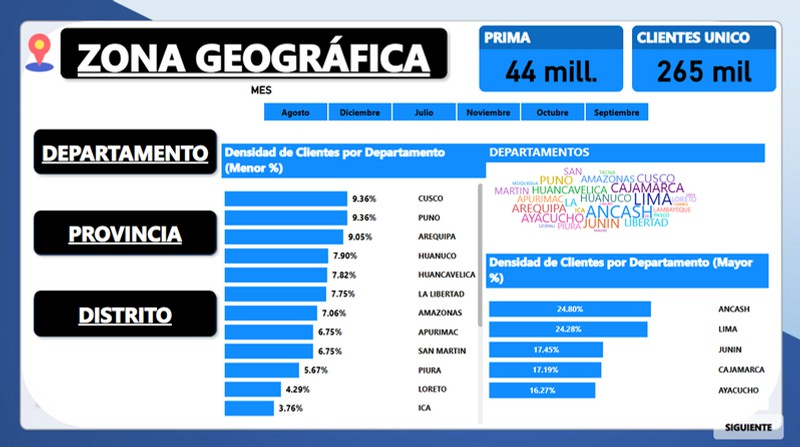 ZONA GEOGRÁFICA
PRIMA
44 mill.
CLIENTES UNICO
265 mil
MES
Agosto
Diciembre
Julio
Noviembre
Octubre
Septiembre
DEPARTAMENTO
PROVINCIA
DISTRITO
Densidad de Clientes por Departamento
(Menor %)
9.36% CUSCO
9.36% PUNO
9.05% AREQUIPA
7.90% HUANUCO
7.82% HUANCAVELICA
7.75% LA LIBERTAD
7.06% AMAZONAS
6.75% APURIMAC
6.75% SAN MARTIN
5.67% PIURA
4.29% LORETO
3.76% ICA
DEPARTAMENTOS
SAN TACNA
MOQUEGUA PUNO AMAZONAS CUSCO
MARTIN HUANCAVELICA CAJAMARCA
APURIMAC LA HUANUCO LIMA LORETO
AREQUIPA ICA ANCASH LAMBAYEQUE
AYACUCHO JUNIN PASCO
PIURA LIBERTAD
Densidad de Clientes por Departamento (Mayor
%)
24.80% ANCASH
24.28% LIMA
17.45% JUNIN
17.19% CAJAMARCA
16.27% AYACUCHO
SIGUIENTE